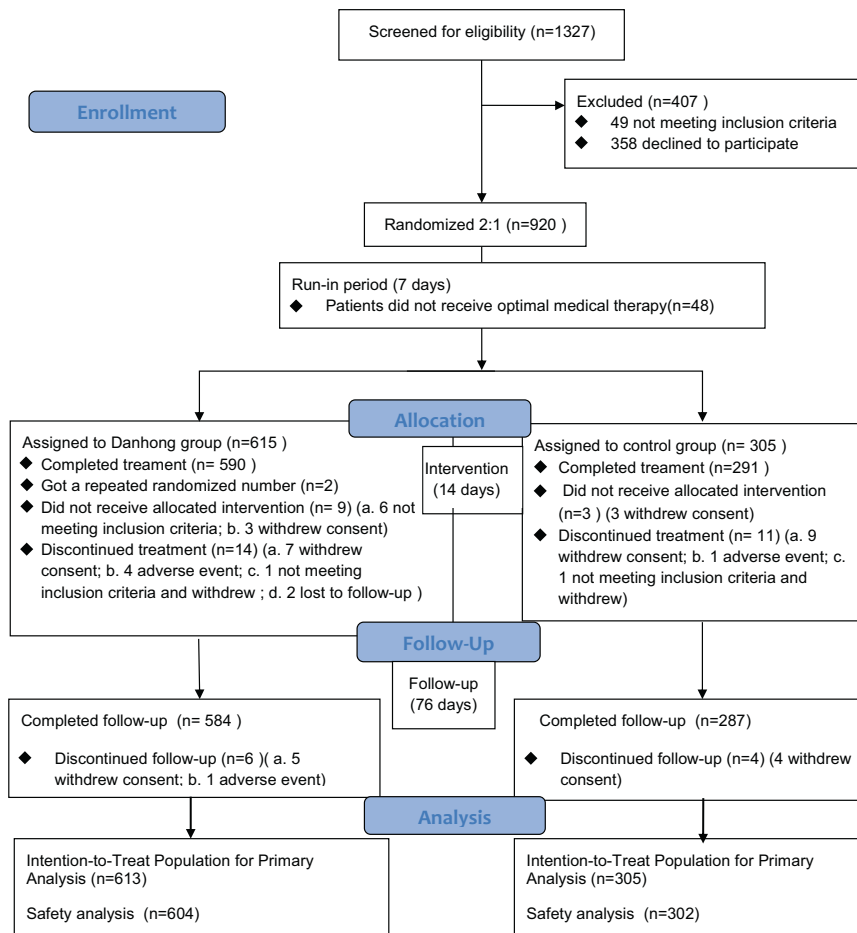 Screened for eligibility (n=1327)
Enrollment
Excluded (n=407 )
◆ 49 not meeting inclusion criteria
◆ 358 declined to participate
Randomized 2:1 (n=920 )
Run-in period (7 days)
◆ Patients did not receive optimal medical therapy(n=48)
Allocation
Assigned to Danhong group (n=615 )
◆ Completed treament (n= 590 )
◆ Got a repeated randomized number (n=2)
◆ Did not receive allocated intervention (n= 9) (a. 6 not
meeting inclusion criteria; b. 3 withdrew consent)
◆ Discontinued treatment (n=14) (a. 7 withdrew
consent; b. 4 adverse event; c. 1 not meeting
inclusion criteria and withdrew ; d. 2 lost to follow-up )
Intervention
(14 days)
Assigned to control group (n= 305 )
◆ Completed treament (n=291 )
◆ Did not receive allocated intervention
(n=3 ) (3 withdrew consent)
◆ Discontinued treatment (n= 11) (a. 9
withdrew consent; b. 1 adverse event; c.
1 not meeting inclusion criteria and
withdrew)
Follow-Up
Follow-up
(76 days)
Completed follow-up (n= 584 )
◆ Discontinued follow-up (n=6 )( a. 5
withdrew consent; b. 1 adverse event)
Completed follow-up (n=287)
◆ Discontinued follow-up (n=4) (4 withdrew
consent)
Analysis
Intention-to-Treat Population for Primary
Analysis (n=613)
Safety analysis (n=604)
Intention-to-Treat Population for Primary
Analysis (n=305)
Safety analysis (n=302)